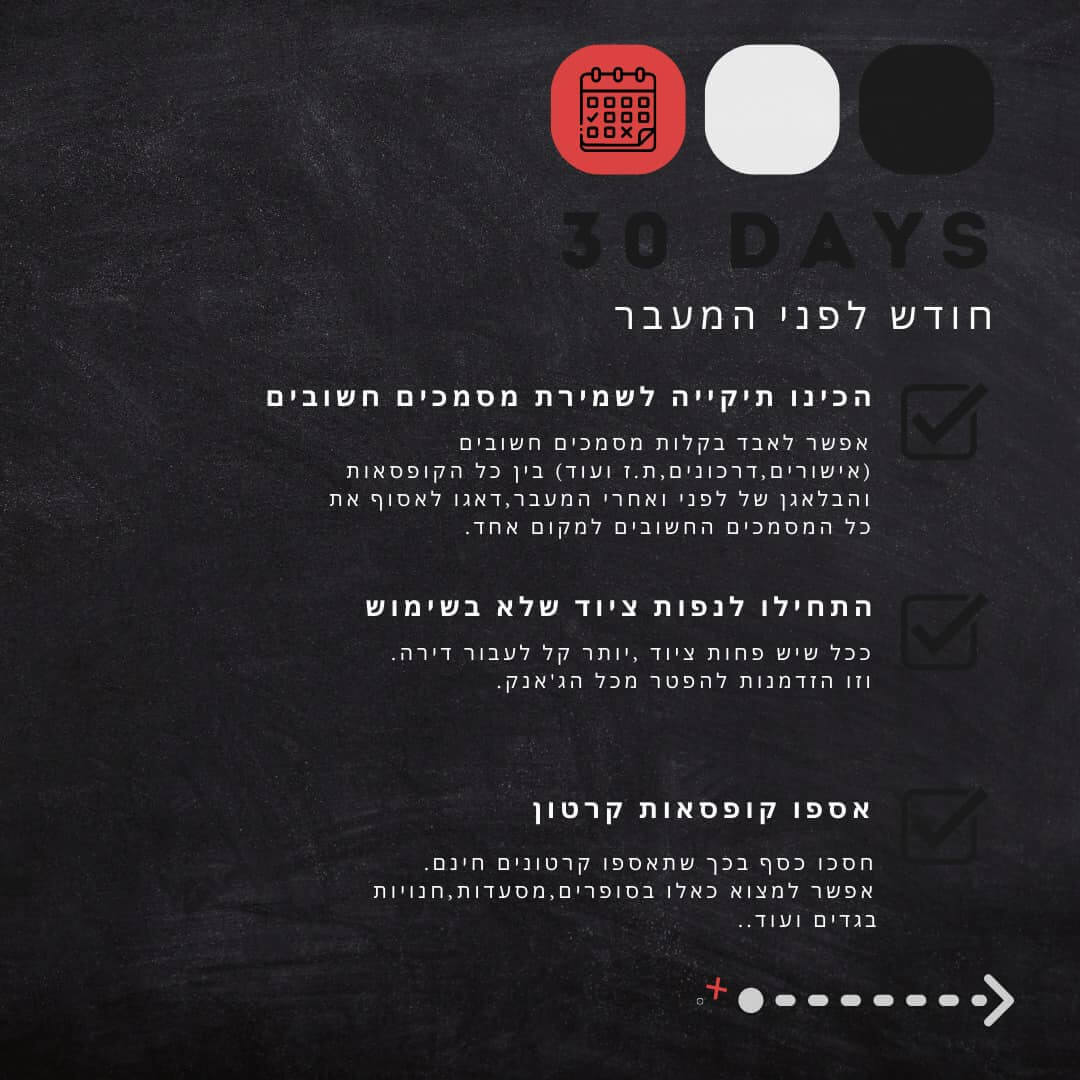 30 DAYS
חודש לפני המעבר
הכינו תיקייה לשמירת מסמכים חשובים
אפשר לאבד בקלות מסמכים חשובים
(אישורים,דרכונים,ת.ז ועוד) בין כל הקופסאות
והבלאגן של לפני ואחרי המעבר,דאגו לאסוף את
כל המסמכים החשובים למקום אחד.
התחילו לנפות ציוד שלא בשימוש
ככל שיש פחות ציוד ,יותר קל לעבור דירה.
וזו הזדמנות להפטר מכל הג'אנק.
אספו קופסאות קרטון
חסכו כסף בכך שתאספו קרטונים חינם.
אפשר למצוא כאלו בסופרים,מסעדות,חנויות
בגדים ועוד..